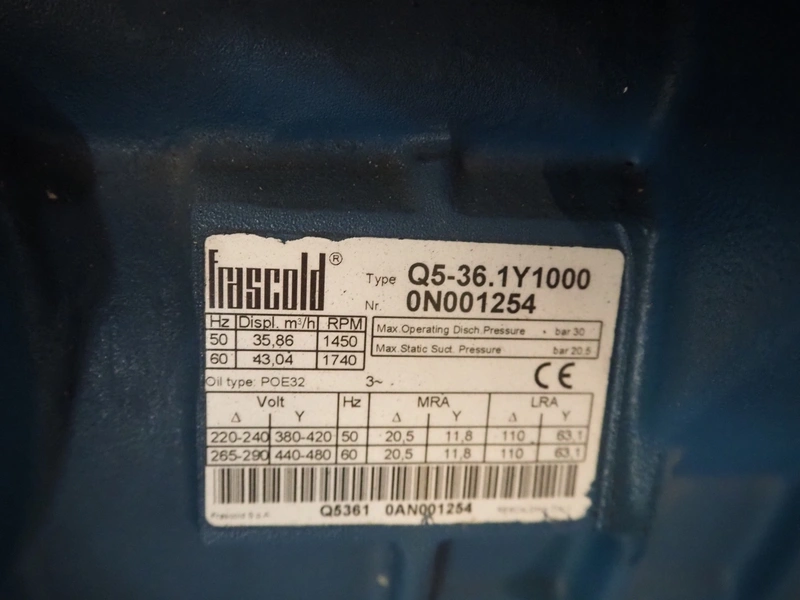 frascold®
Type Q5-36.1Y1000
Nr. 0N001254
Hz Displ. m³/h RPM
50 35,86 1450
60 43,04 1740
Max.Operating Disch.Pressure bar 30
Max Static Suct. Pressure bar 20,5
Oil type: POE32 3~ CE
Volt Hz MRA LRA
Δ Y Δ Y Δ Y
220-240 380-420 50 20,5 11,8 110 63,1
265-290 440-480 60 20,5 11,8 110 63,1
Q5361 0AN001254
Frascold S.p.A